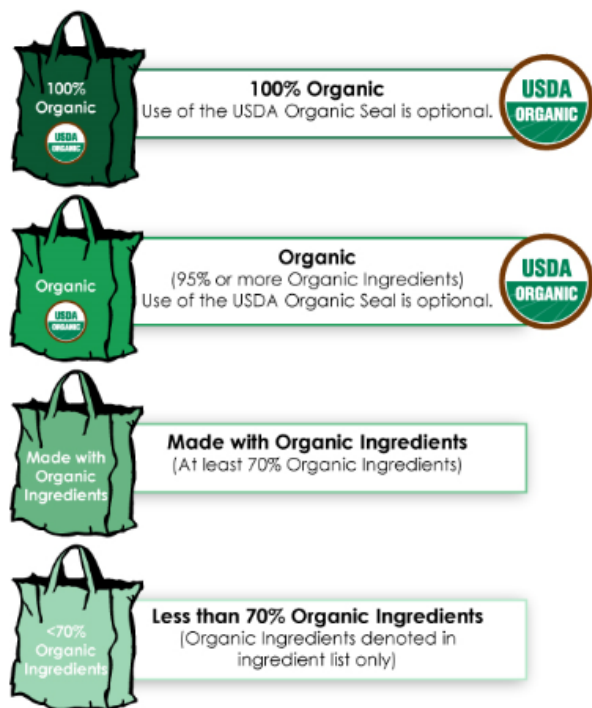 100%
Organic
USDA
ORGANIC
100% Organic
Use of the USDA Organic Seal is optional.
USDA
ORGANIC
Organic
USDA
ORGANIC
Organic
(95% or more Organic Ingredients)
Use of the USDA Organic Seal is optional.
USDA
ORGANIC
Made with
Organic
Ingredients
Made with Organic Ingredients
(At least 70% Organic Ingredients)
<70%
Organic
Ingredients
Less than 70% Organic Ingredients
(Organic Ingredients denoted in
ingredient list only)